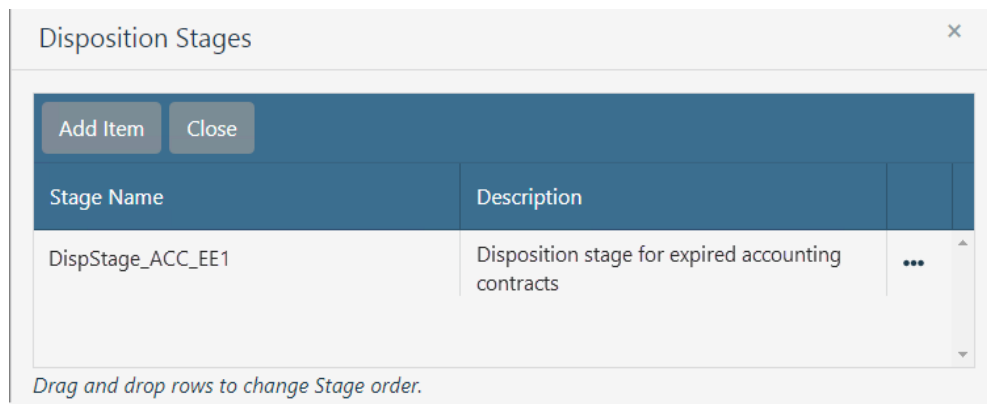 Disposition Stages
Add Item Close
Stage Name Description
DispStage_ACC_EE1 Disposition stage for expired accounting
contracts
Drag and drop rows to change Stage order.